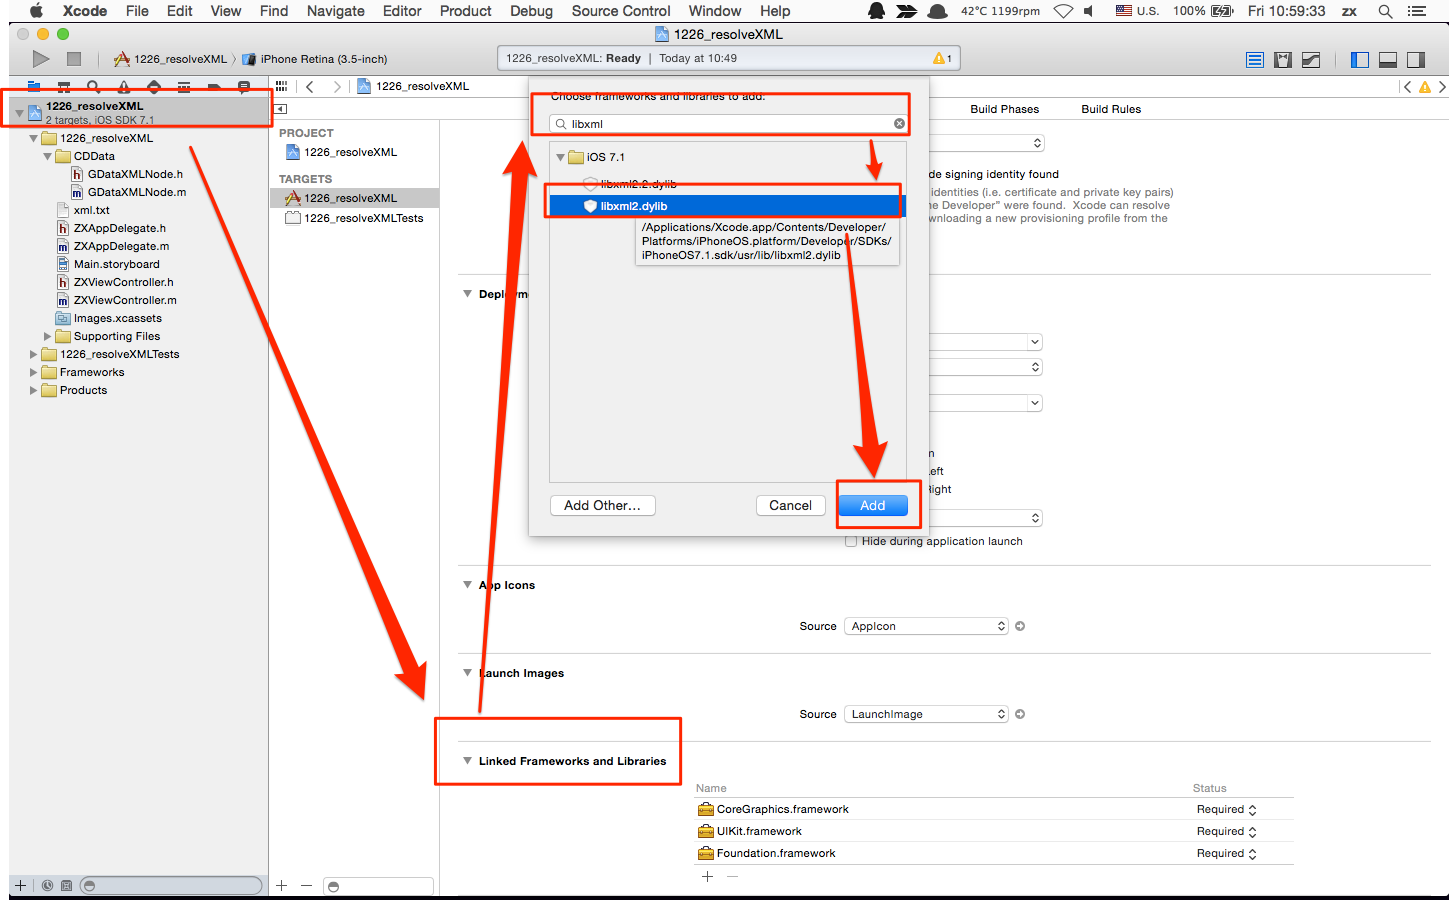 Xcode File Edit View Find Navigate Editor Product Debug Source Control Window Help 42°C 1199rpm U.S. 100% Fri 10:59:33 zx
1226_resolveXML
1226_resolveXML iPhone Retina (3.5-inch)
1226_resolveXML: Ready | Today at 10:49 1
1226_resolveXML
1226_resolveXML
2 targets, iOS SDK 7.1
1226_resolveXML
CDData
GDataXMLNode.h
GDataXMLNode.m
xml.txt
ZXAppDelegate.h
ZXAppDelegate.m
Main.storyboard
ZXViewController.h
ZXViewController.m
Images.xcassets
Supporting Files
1226_resolveXMLTests
Frameworks
Products
PROJECT
1226_resolveXML
TARGETS
1226_resolveXML
1226_resolveXMLTests
Choose frameworks and libraries to add:
libxml
iOS 7.1
libxml2.2.dylib
libxml2.dylib
/Applications/Xcode.app/Contents/Developer/
Platforms/iPhoneOS.platform/Developer/SDKs/
iPhoneOS7.1.sdk/usr/lib/libxml2.dylib
Add Other...
Cancel
Add
Build Phases
Build Rules
de signing identity found
identities (i.e. certificate and private key pairs)
ne Developer" were found. Xcode can resolve
wnloading a new provisioning profile from the
Deploym
n
Left
Right
Hide during application launch
App Icons
Source AppIcon
Launch Images
Source LaunchImage
Linked Frameworks and Libraries
Name Status
CoreGraphics.framework Required
UIKit.framework Required
Foundation.framework Required